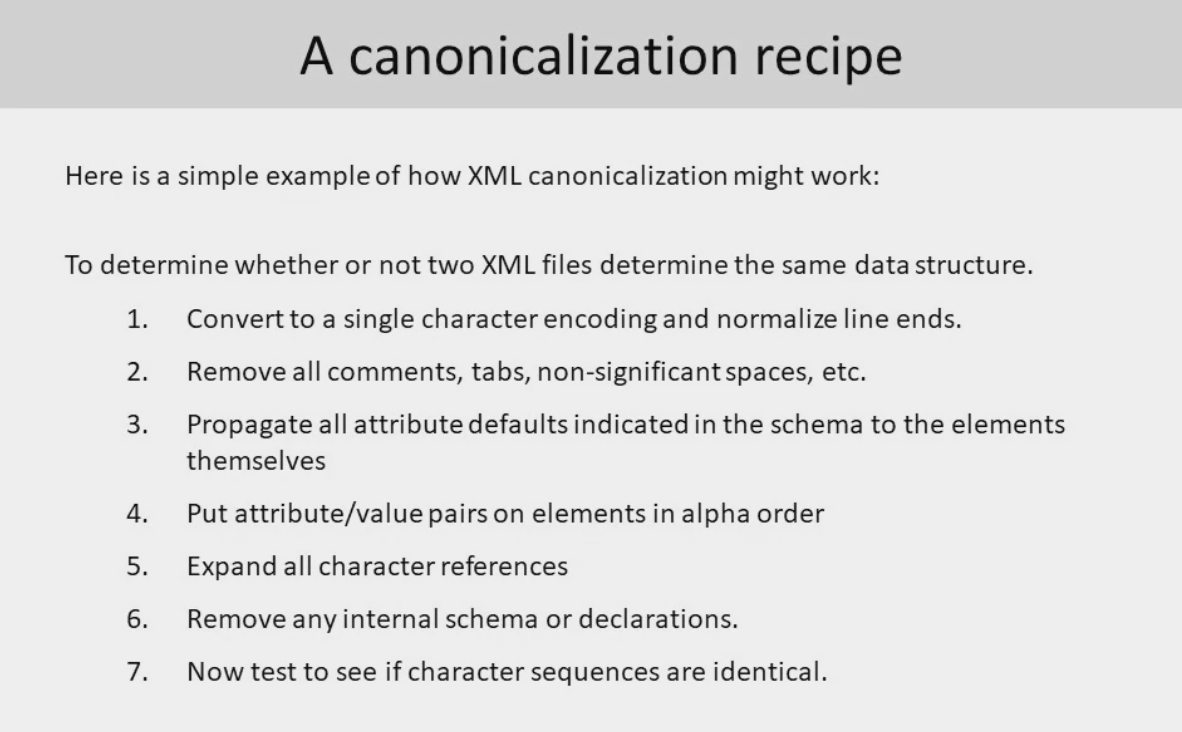 A canonicalization recipe
Here is a simple example of how XML canonicalization might work:
To determine whether or not two XML files determine the same data structure.
1. Convert to a single character encoding and normalize line ends.
2. Remove all comments, tabs, non-significant spaces, etc.
3. Propagate all attribute defaults indicated in the schema to the elements
themselves
4. Put attribute/value pairs on elements in alpha order
5. Expand all character references
6. Remove any internal schema or declarations.
7. Now test to see if character sequences are identical.